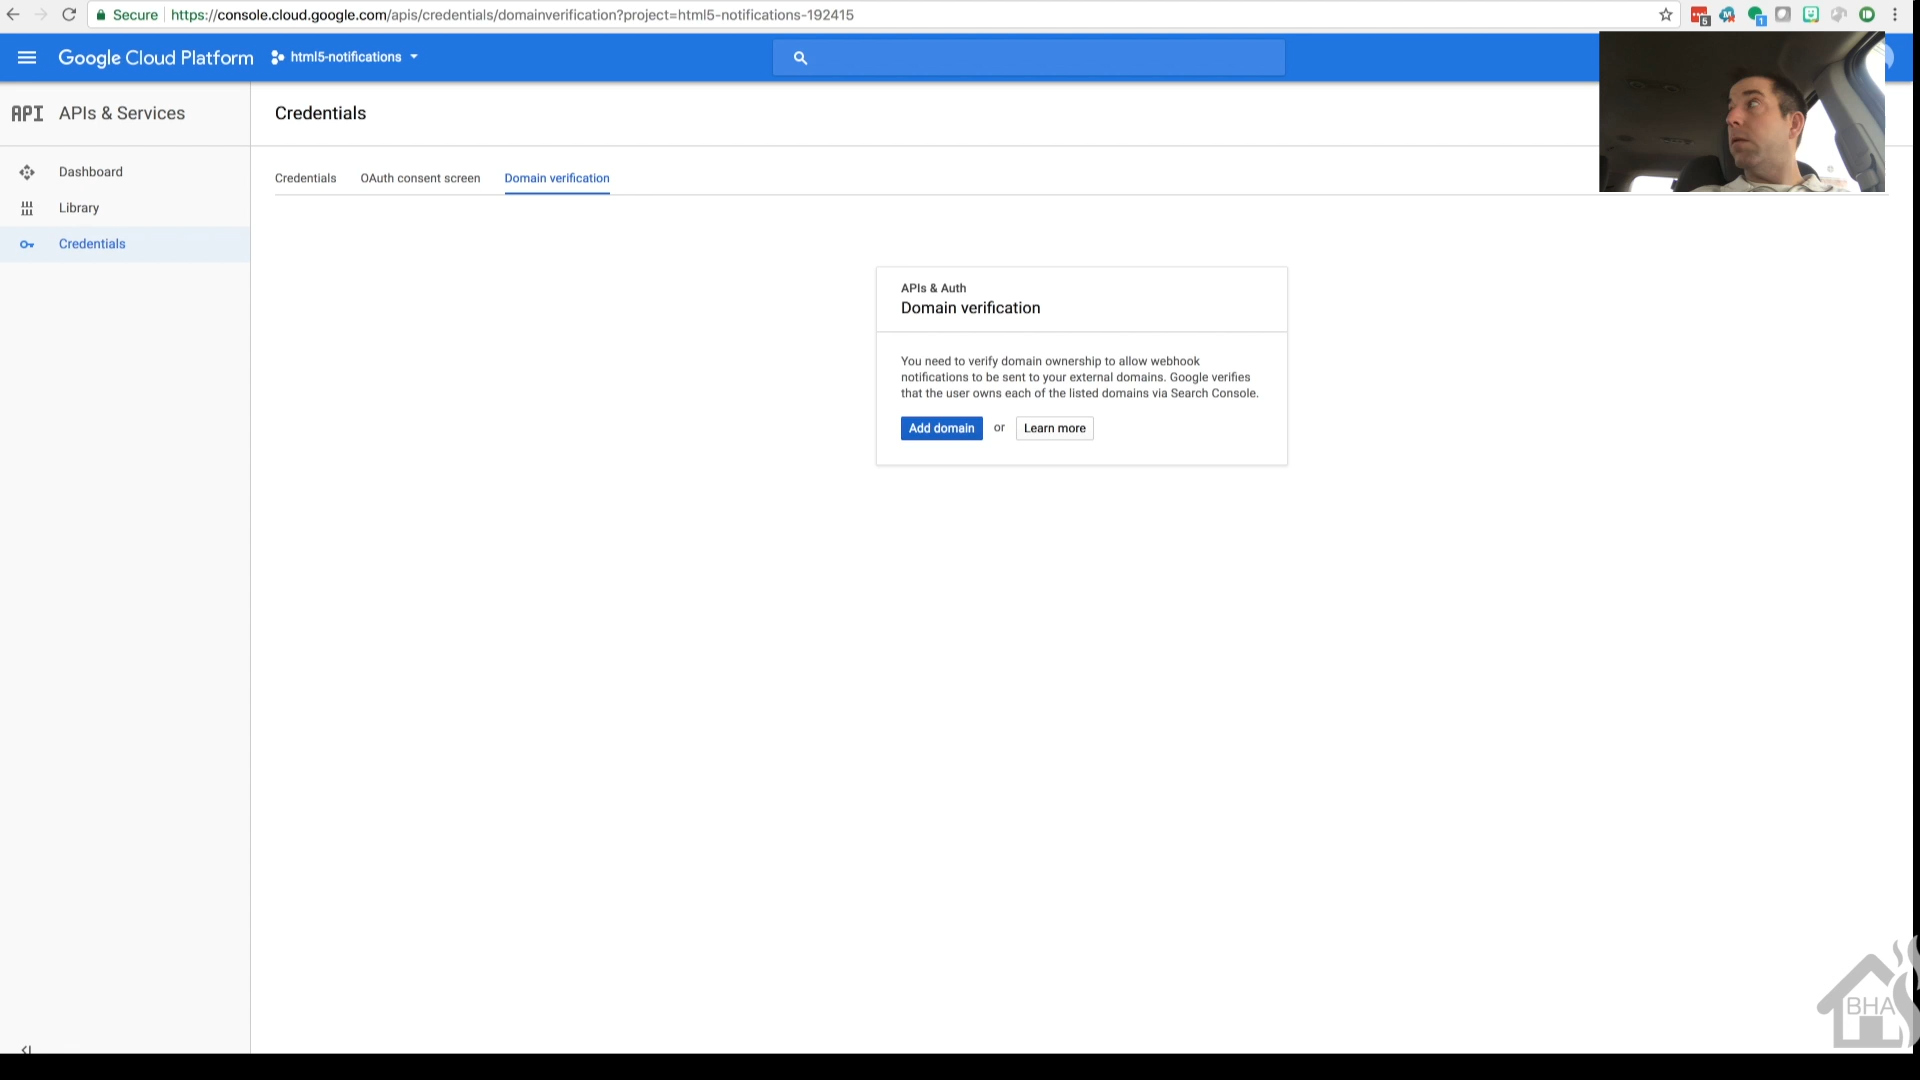 Secure https://console.cloud.google.com/apis/credentials/domainverification?project=html5-notifications-192415
5
1
Google Cloud Platform html5-notifications
API APIs & Services
Credentials
Dashboard
Library
Credentials
Credentials OAuth consent screen Domain verification
APIs & Auth
Domain verification
You need to verify domain ownership to allow webhook
notifications to be sent to your external domains. Google verifies
that the user owns each of the listed domains via Search Console.
Add domain or Learn more
BHA